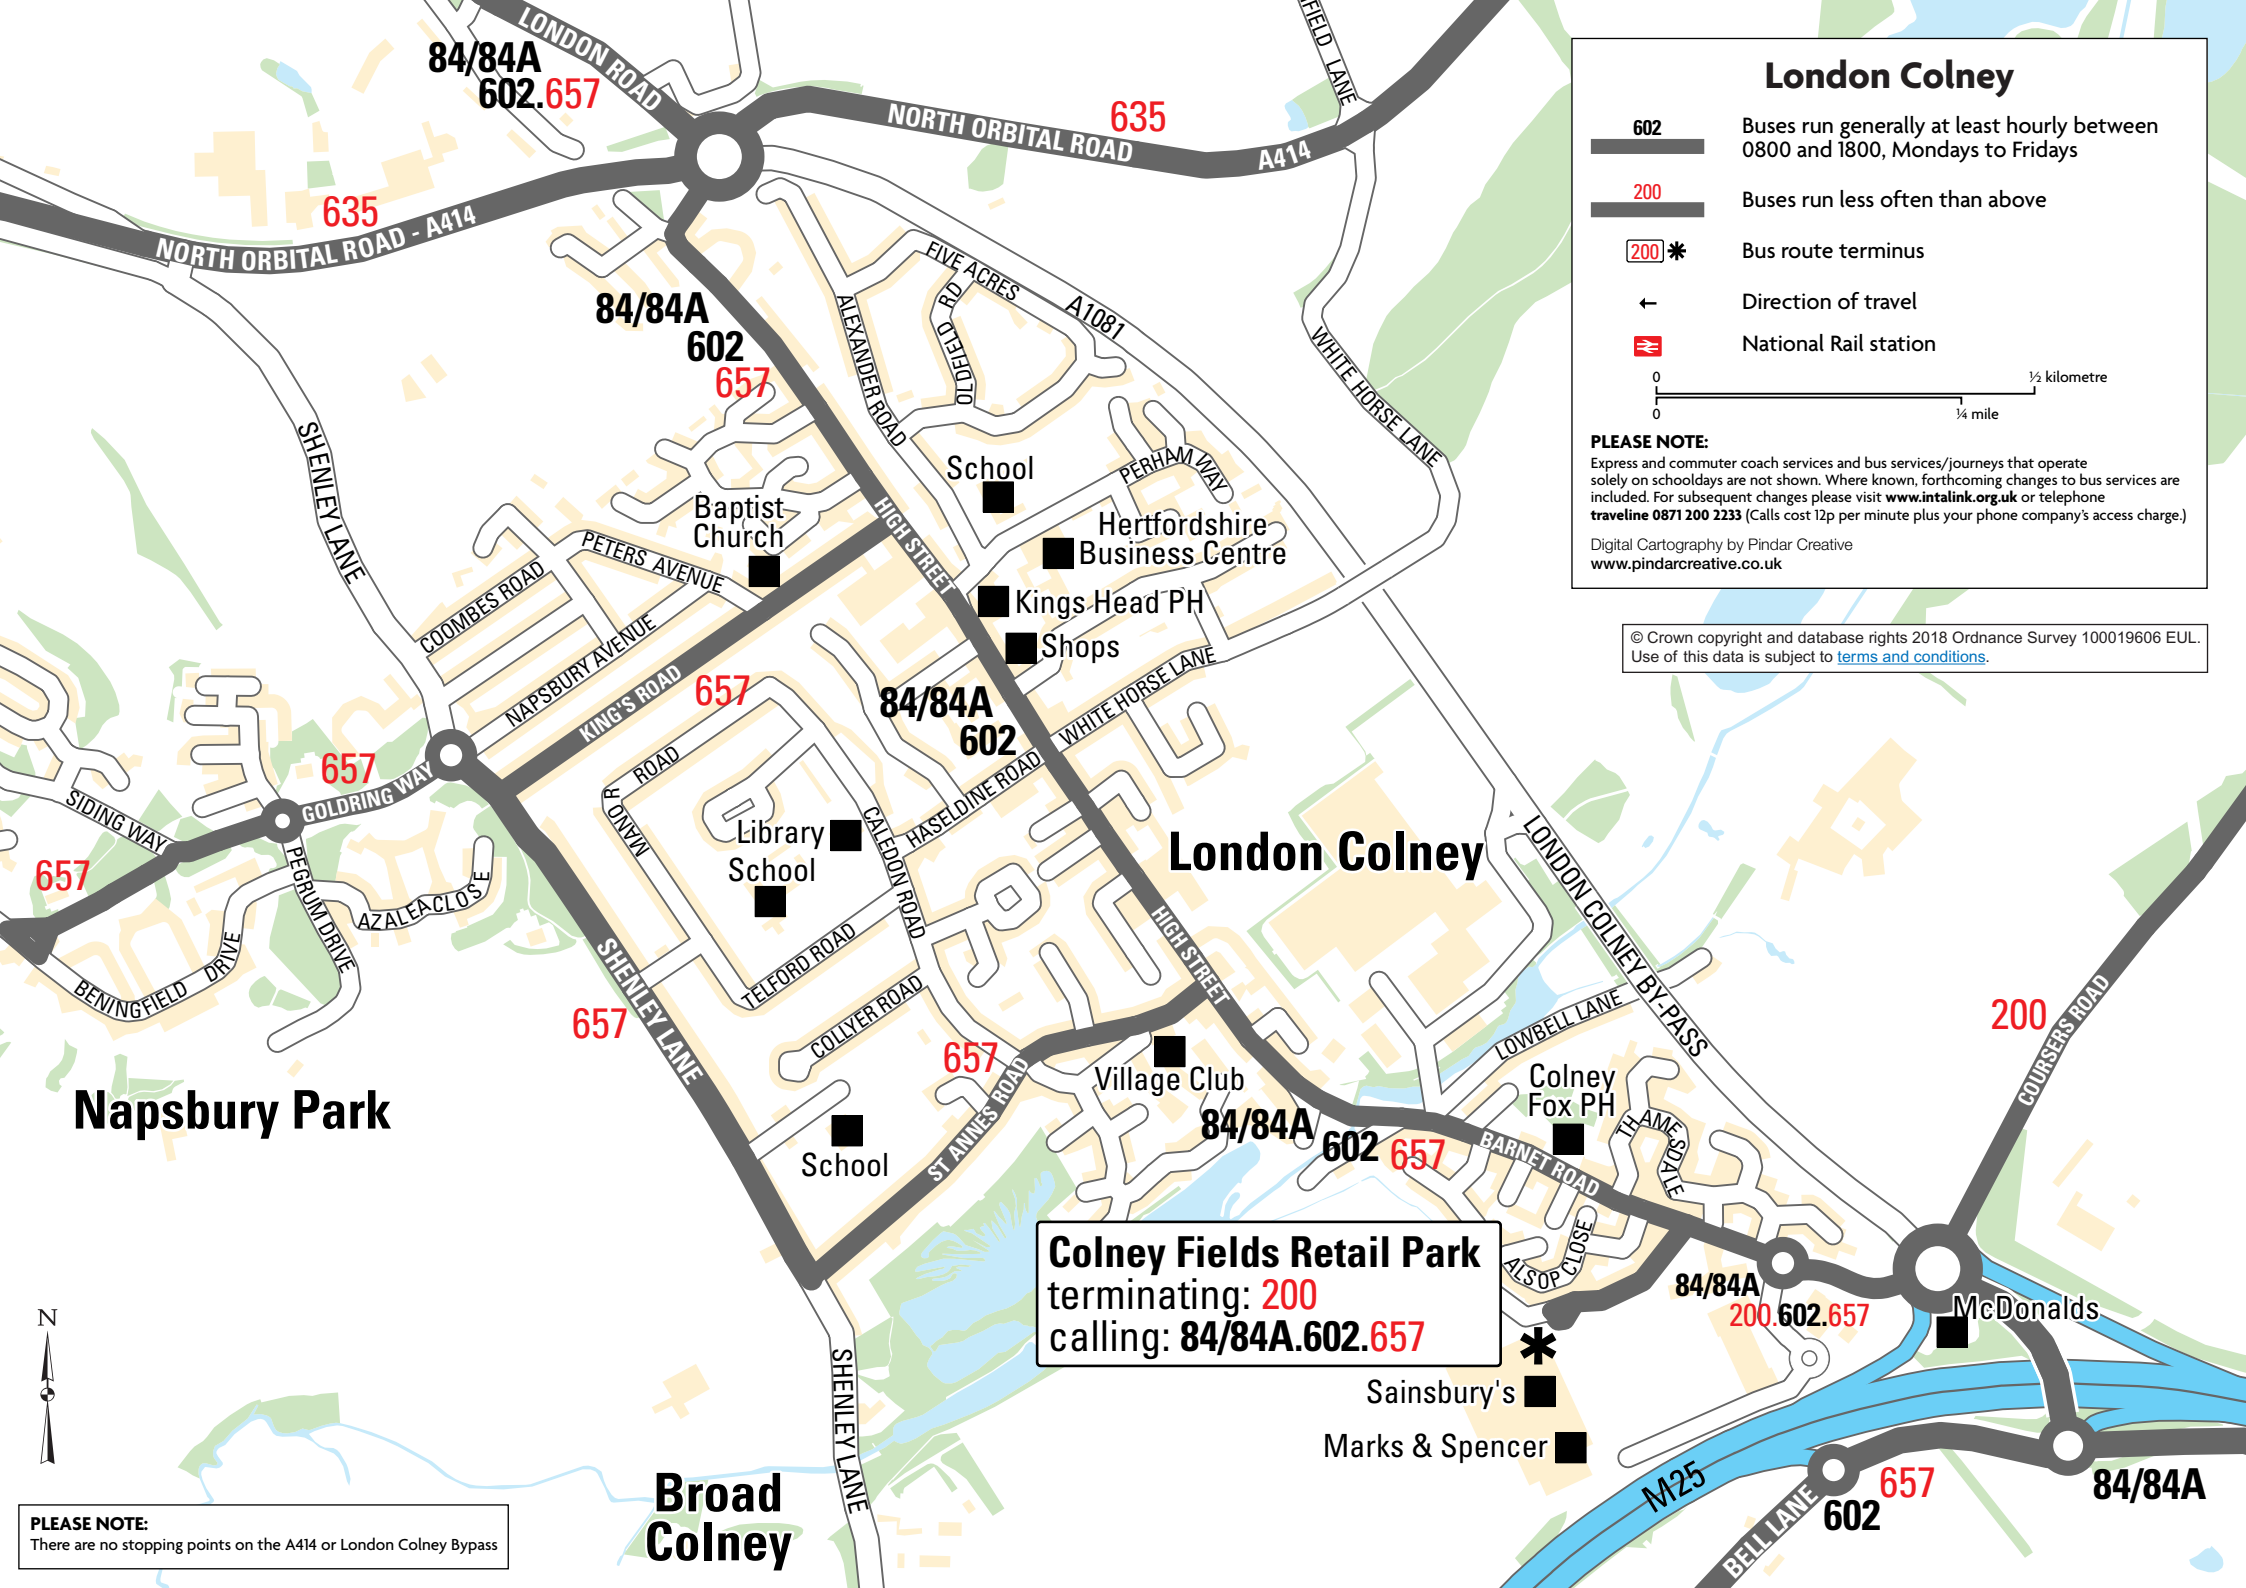 LONDON ROAD
84/84A
602.657
635
NORTH ORBITAL ROAD
A414
FIELD LANE
635
NORTH ORBITAL ROAD - A414
London Colney
602
Buses run generally at least hourly between
0800 and 1800, Mondays to Fridays
200
Buses run less often than above
200
Bus route terminus
Direction of travel
National Rail station
0
½ kilometre
0
¼ mile
PLEASE NOTE:
Express and commuter coach services and bus services/journeys that operate
solely on schooldays are not shown. Where known, forthcoming changes to bus services are
included. For subsequent changes please visit www.intalink.org.uk or telephone
traveline 0871 200 2233 (Calls cost 12p per minute plus your phone company's access charge.)
Digital Cartography by Pindar Creative
www.pindarcreative.co.uk
© Crown copyright and database rights 2018 Ordnance Survey 100019606 EUL.
Use of this data is subject to terms and conditions.
FIVE ACRES
OLDFIELD RD
A1081
84/84A
602
657
ALEXANDER ROAD
WHITE HORSE LANE
SHENLEY LANE
School
PERHAM WAY
Baptist
Church
HIGH STREET
Hertfordshire
Business Centre
PETERS AVENUE
COOMBES ROAD
Kings Head PH
NAPSBURY AVENUE
Shops
KING'S ROAD
657
WHITE HORSE LANE
84/84A
602
657
GOLDRING WAY
MANOR ROAD
HASELDINE ROAD
SIDING WAY
CALEDON ROAD
Library
School
London Colney
LONDON COLNEY BY-PASS
657
PEGRUM DRIVE
AZALEA CLOSE
BENINGFIELD DRIVE
SHENLEY LANE
TELFORD ROAD
HIGH STREET
COLLYER ROAD
657
657
ST ANNES ROAD
Village Club
LOWBELL LANE
200
COURSERS ROAD
Colney
Fox PH
THAMESDALE
Napsbury Park
84/84A
602
657
BARNET ROAD
School
Colney Fields Retail Park
terminating: 200
calling: 84/84A.602.657
ALSOP CLOSE
84/84A
200.602.657
McDonalds
N
SHENLEY LANE
Sainsbury's
Marks & Spencer
M25
657
602
84/84A
BELL LANE
Broad
Colney
PLEASE NOTE:
There are no stopping points on the A414 or London Colney Bypass